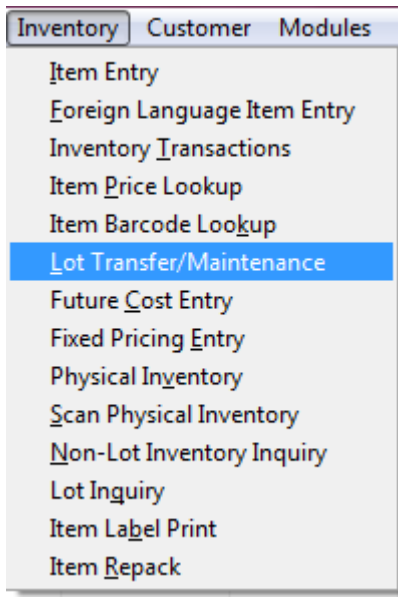 Inventory Customer Modules
Item Entry
Foreign Language Item Entry
Inventory Transactions
Item Price Lookup
Item Barcode Lookup
Lot Transfer/Maintenance
Future Cost Entry
Fixed Pricing Entry
Physical Inventory
Scan Physical Inventory
Non-Lot Inventory Inquiry
Lot Inquiry
Item Label Print
Item Repack